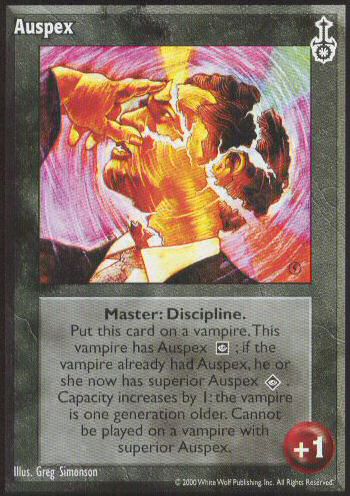 Auspex
Master: Discipline.
Put this card on a vampire. This
vampire has Auspex ; if the
vampire already had Auspex, he or
she now has superior Auspex
Capacity increases by 1: the vampire
is one generation older. Cannot
be played on a vampire with
superior Auspex.
+1
Illus. Greg Simonson
©2000 White Wolf Publishing, Inc. All Rights Reserved.